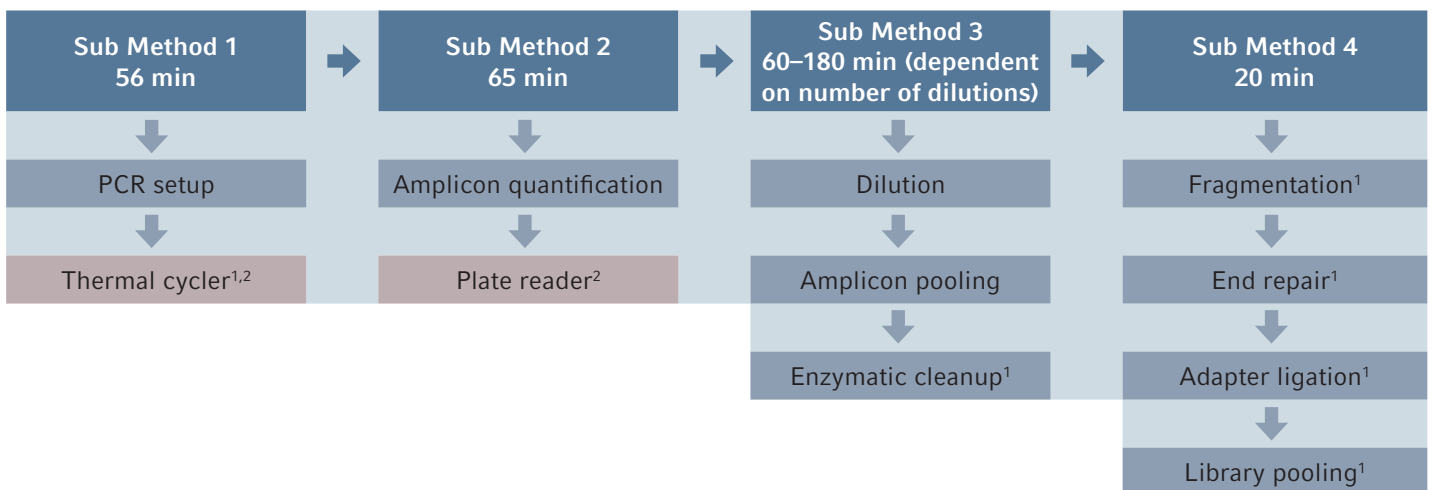 Sub Method 1
56 min
Sub Method 2
65 min
Sub Method 3
60–180 min (dependent
on number of dilutions)
Sub Method 4
20 min
PCR setup
Amplicon quantification
Dilution
Fragmentation¹
Thermal cycler¹,²
Plate reader²
Amplicon pooling
End repair¹
Enzymatic cleanup¹
Adapter ligation¹
Library pooling¹